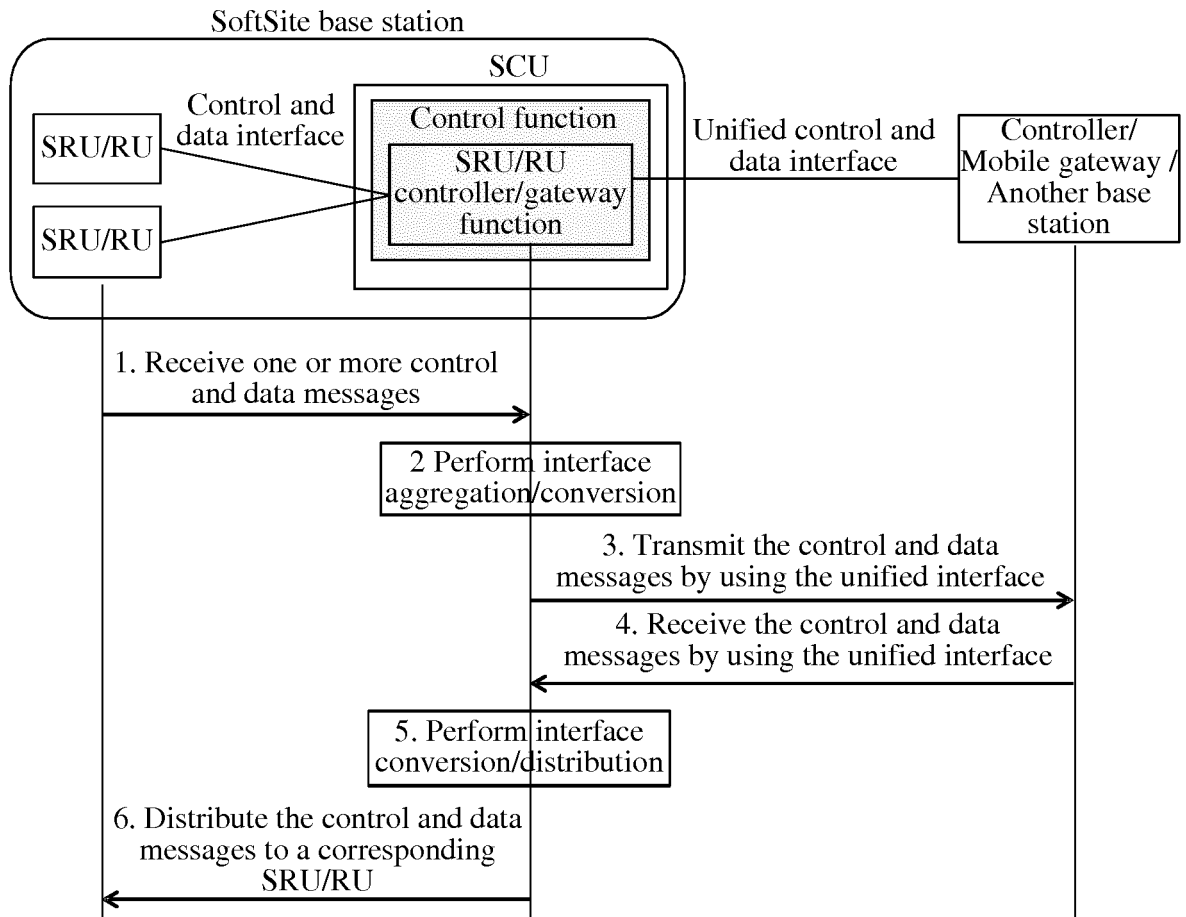 SoftSite base station
SCU
Control and
data interface
SRU/RU
SRU/RU
Control function
SRU/RU
controller/gateway
function
Unified control and
data interface
Controller/
Mobile gateway /
Another base
station
1. Receive one or more control
and data messages
2 Perform interface
aggregation/conversion
3. Transmit the control and data
messages by using the unified interface
4. Receive the control and data
messages by using the unified interface
5. Perform interface
conversion/distribution
6. Distribute the control and data
messages to a corresponding
SRU/RU